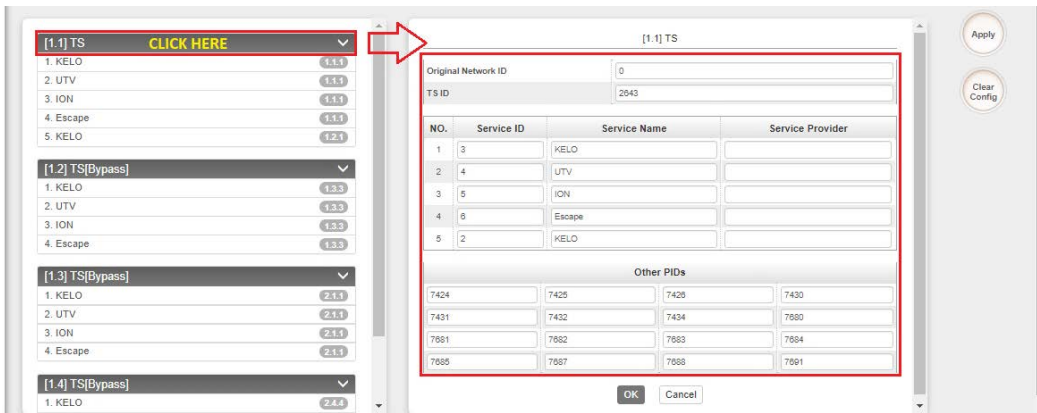 [1.1] TS CLICK HERE
1. KELO 1.1.1
2. UTV 1.1.1
3. ION 1.1.1
4. Escape 1.1.1
5. KELO 1.2.1
[1.2] TS[Bypass]
1. KELO 1.3.3
2. UTV 1.3.3
3. ION 1.3.3
4. Escape 1.3.3
[1.3] TS[Bypass]
1. KELO 2.1.1
2. UTV 2.1.1
3. ION 2.1.1
4. Escape 2.1.1
[1.4] TS[Bypass]
1. KELO 2.4.4
[1.1] TS
Original Network ID 0
TS ID 2643
NO. Service ID Service Name Service Provider
1 3 KELO
2 4 UTV
3 5 ION
4 6 Escape
5 2 KELO
Other PIDs
7424 7425 7426 7430
7431 7432 7434 7680
7681 7682 7683 7684
7685 7687 7688 7691
OK Cancel
Apply
Clear
Config